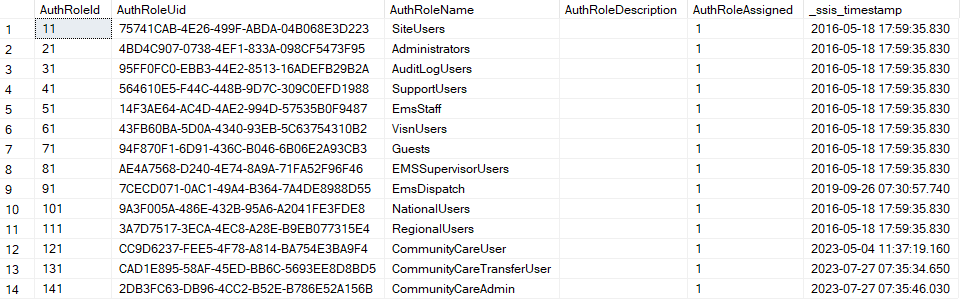 AuthRoleId AuthRoleUid AuthRoleName AuthRoleDescription AuthRoleAssigned _ssis_timestamp
1 11 75741CAB-4E26-499F-ABDA-04B068E3D223 SiteUsers 1 2016-05-18 17:59:35.830
2 21 4BD4C907-0738-4EF1-833A-098CF5473F95 Administrators 1 2016-05-18 17:59:35.830
3 31 95FF0FC0-EBB3-44E2-8513-16ADEFB29B2A AuditLogUsers 1 2016-05-18 17:59:35.830
4 41 564610E5-F44C-448B-9D7C-309C0EFD1988 SupportUsers 1 2016-05-18 17:59:35.830
5 51 14F3AE64-AC4D-4AE2-994D-57535B0F9487 EmsStaff 1 2016-05-18 17:59:35.830
6 61 43FB60BA-5D0A-4340-93EB-5C63754310B2 VisnUsers 1 2016-05-18 17:59:35.830
7 71 94F870F1-6D91-436C-B046-6B06E2A93CB3 Guests 1 2016-05-18 17:59:35.830
8 81 AE4A7568-D240-4E74-8A9A-71FA52F96F46 EMSSupervisorUsers 1 2016-05-18 17:59:35.830
9 91 7CECD071-0AC1-49A4-B364-7A4DE8988D55 EmsDispatch 1 2019-09-26 07:30:57.740
10 101 9A3F005A-486E-432B-95A6-A2041FE3FDE8 NationalUsers 1 2016-05-18 17:59:35.830
11 111 3A7D7517-3ECA-4EC8-A28E-B9EB077315E4 RegionalUsers 1 2016-05-18 17:59:35.830
12 121 CC9D6237-FEE5-4F78-A814-BA754E3BA9F4 CommunityCareUser 1 2023-05-04 11:37:19.160
13 131 CAD1E895-58AF-45ED-BB6C-5693EE8D8BD5 CommunityCareTransferUser 1 2023-07-27 07:35:34.650
14 141 2DB3FC63-DB96-4CC2-B52E-B786E52A156B CommunityCareAdmin 1 2023-07-27 07:35:46.030